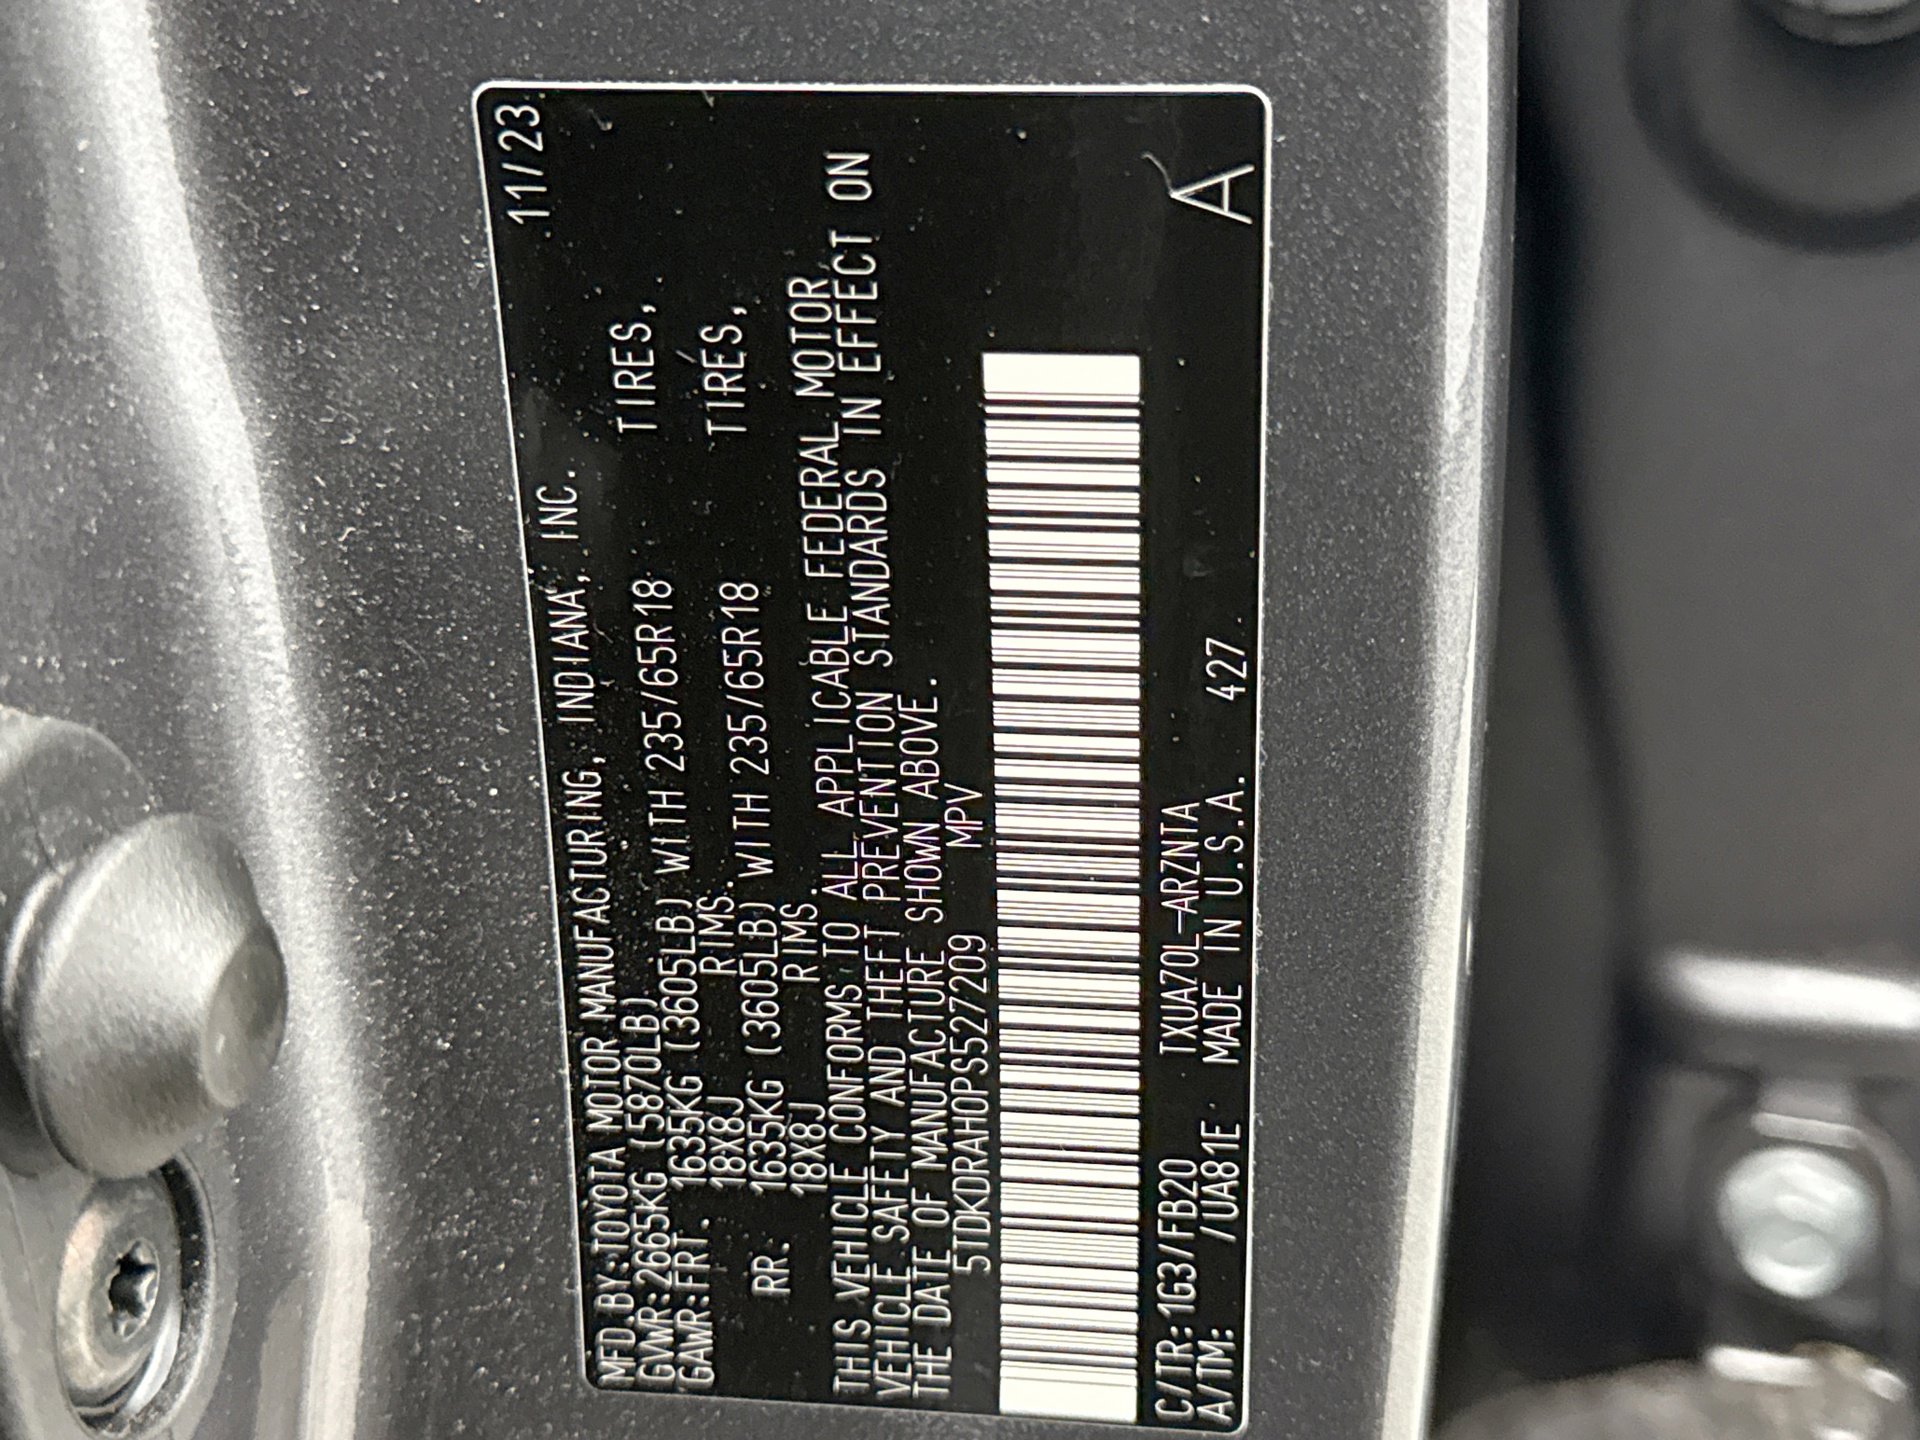 11/23
MFD.BY:TOYOTA MOTOR MANUFACTURING, INDIANA, INC.
GVWR:2665KG (5870LB)
GAWR:FRT. 1635KG (3605LB) WITH 235/65R18 TIRES,
18X8J RIMS.
RR. 1635KG (3605LB) WITH 235/65R18 TIRES,
18X8J RIMS.
THIS VEHICLE CONFORMS TO ALL APPLICABLE FEDERAL MOTOR
VEHICLE SAFETY AND THEFT PREVENTION STANDARDS IN EFFECT ON
THE DATE OF MANUFACTURE SHOWN ABOVE.
5TDKDRAH0PS527209 MPV
C/TR:1G3/FB20 TXUA70L-ARZNTA
A/TM: /UA81E MADE IN U.S.A. 427 A